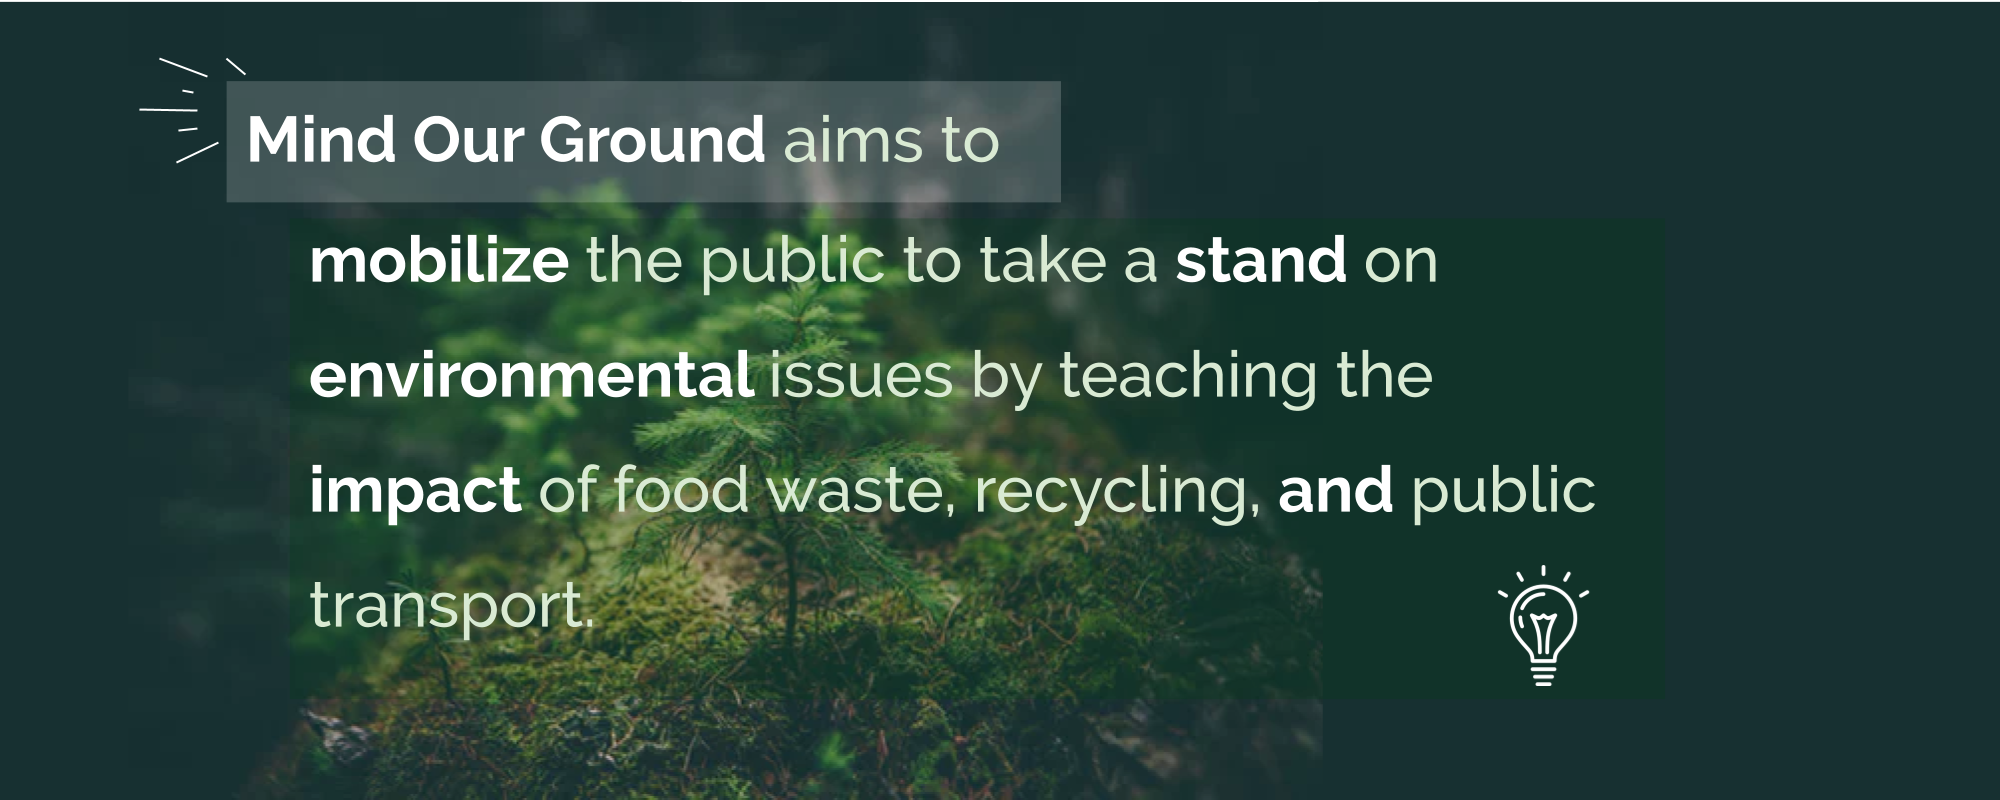 Mind Our Ground aims to
mobilize the public to take a stand on
environmental issues by teaching the
impact of food waste, recycling, and public
transport.